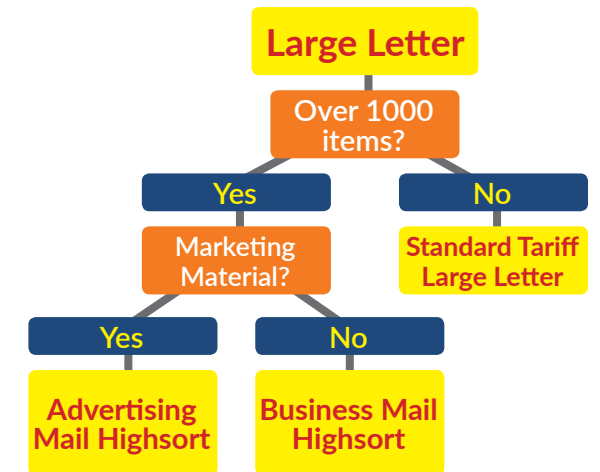 Large Letter
Over 1000
items?
Yes
No
Marketing
Material?
Standard Tariff
Large Letter
Yes
No
Advertising
Mail Highsort
Business Mail
Highsort